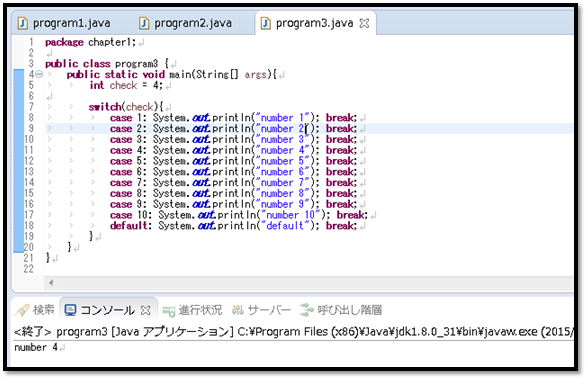 program1.java program2.java program3.java
1 package chapter1;
2
3 public class program3 {
4 public static void main(String[] args){
5 int check = 4;
6
7 switch(check){
8 case 1: System.out.println("number 1"); break;
9 case 2: System.out.println("number 2"); break;
10 case 3: System.out.println("number 3"); break;
11 case 4: System.out.println("number 4"); break;
12 case 5: System.out.println("number 5"); break;
13 case 6: System.out.println("number 6"); break;
14 case 7: System.out.println("number 7"); break;
15 case 8: System.out.println("number 8"); break;
16 case 9: System.out.println("number 9"); break;
17 case 10: System.out.println("number 10"); break;
18 default: System.out.println("default"); break;
19 }
20 }
21 }
22
検索 コンソール 進行状況 サーバー 呼び出し階層
<終了> program3 [Java アプリケーション] C:¥Program Files (x86)¥Java¥jdk1.8.0_31¥bin¥javaw.exe (2015/
number 4